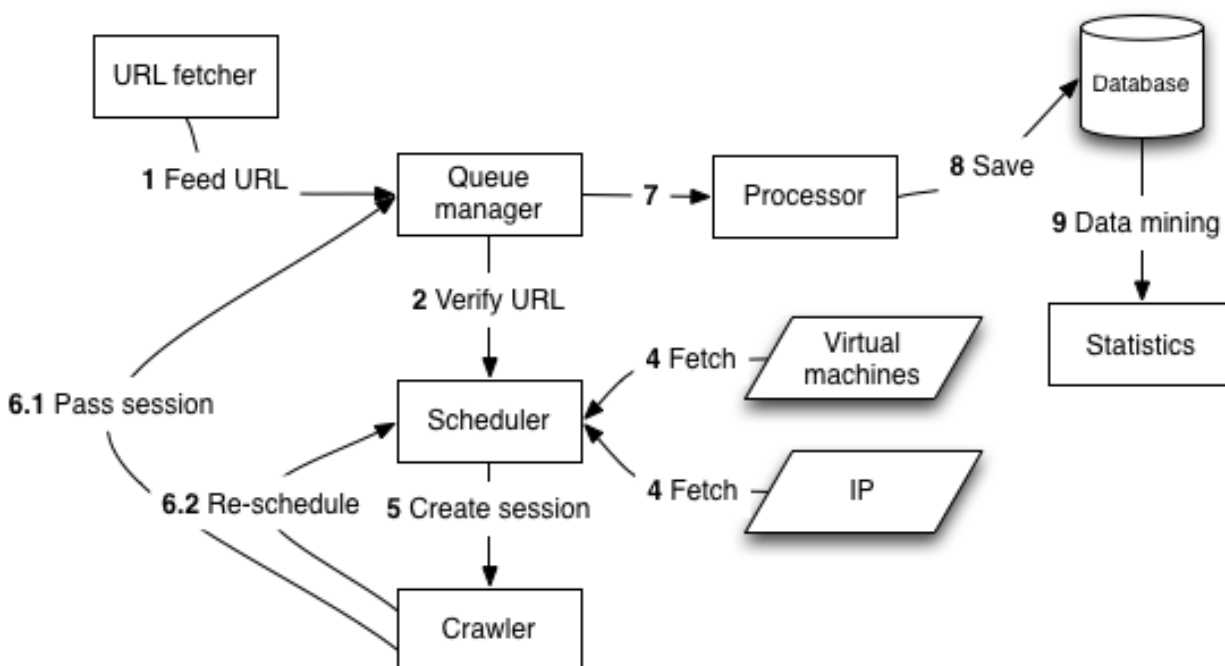 URL fetcher
Database
1 Feed URL
Queue
manager
7
Processor
8 Save
9 Data mining
2 Verify URL
4 Fetch
Virtual
machines
Statistics
6.1 Pass session
Scheduler
6.2 Re-schedule
5 Create session
4 Fetch
IP
Crawler